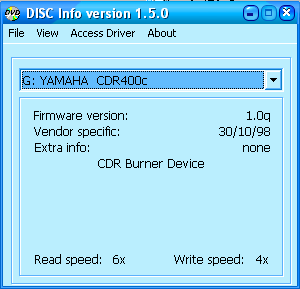 DISC Info version 1.5.0
File View Access Driver About
G: YAMAHA CDR400c
Firmware version: 1.0q
Vendor specific: 30/10/98
Extra info: none
CDR Burner Device
Read speed: 6x Write speed: 4x